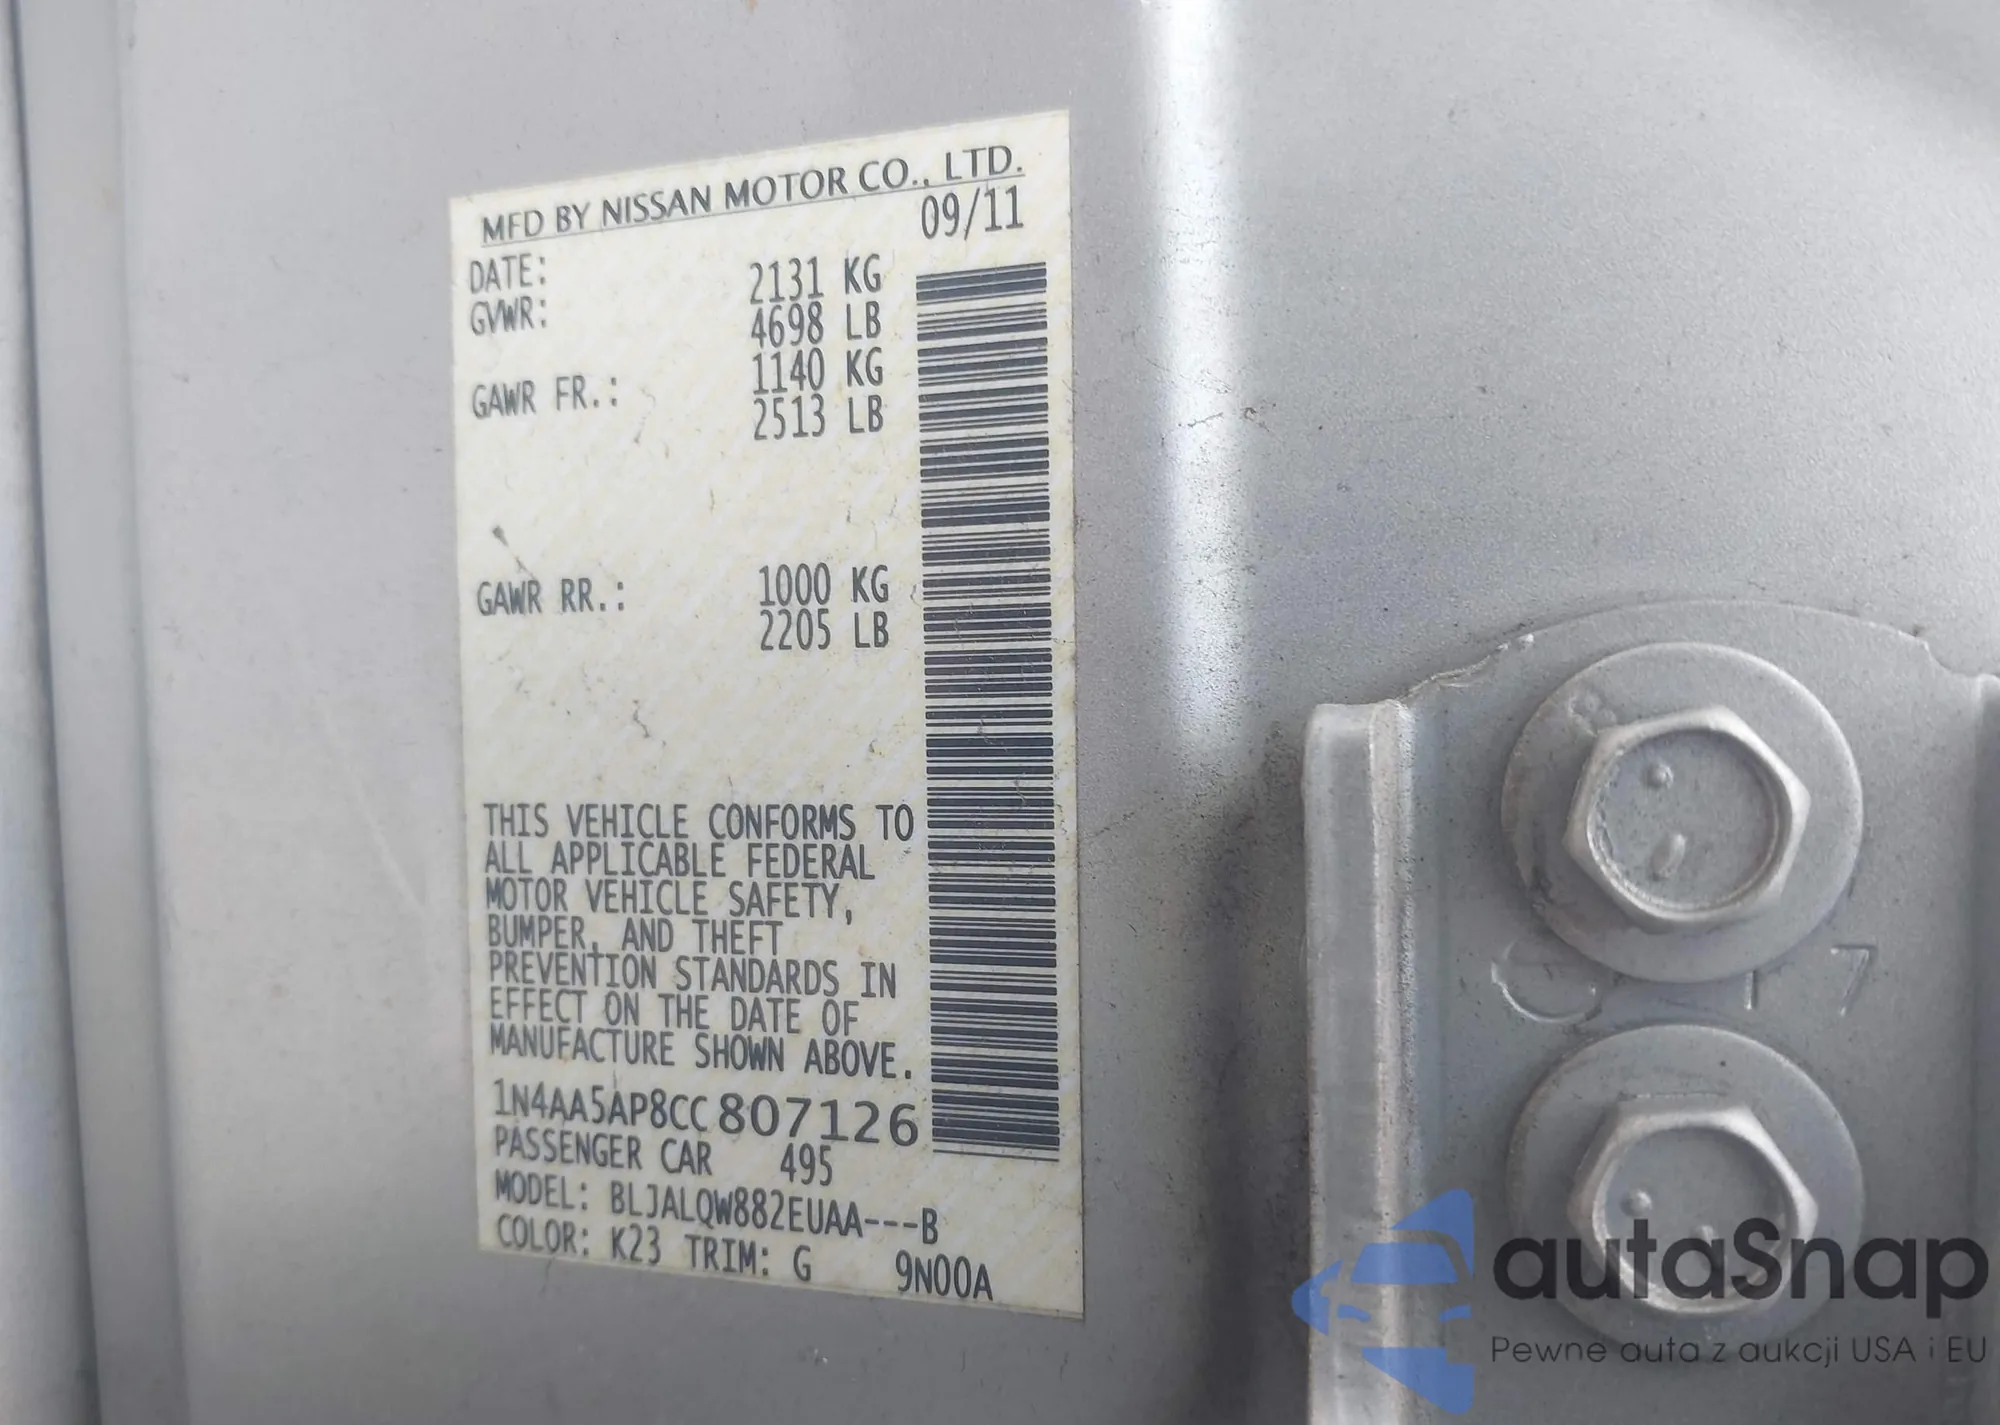 MFD BY NISSAN MOTOR CO., LTD.
DATE: 09/11
GVWR: 2131 KG
4698 LB
GAWR FR.: 1140 KG
2513 LB
GAWR RR.: 1000 KG
2205 LB
THIS VEHICLE CONFORMS TO
ALL APPLICABLE FEDERAL
MOTOR VEHICLE SAFETY,
BUMPER, AND THEFT
PREVENTION STANDARDS IN
EFFECT ON THE DATE OF
MANUFACTURE SHOWN ABOVE.
1N4AA5AP8CC807126
PASSENGER CAR 495
MODEL: BLJALQW882EUAA---B
COLOR: K23 TRIM: G 9N00A
17
autaSnap
Pewne auta z aukcji USA i EU